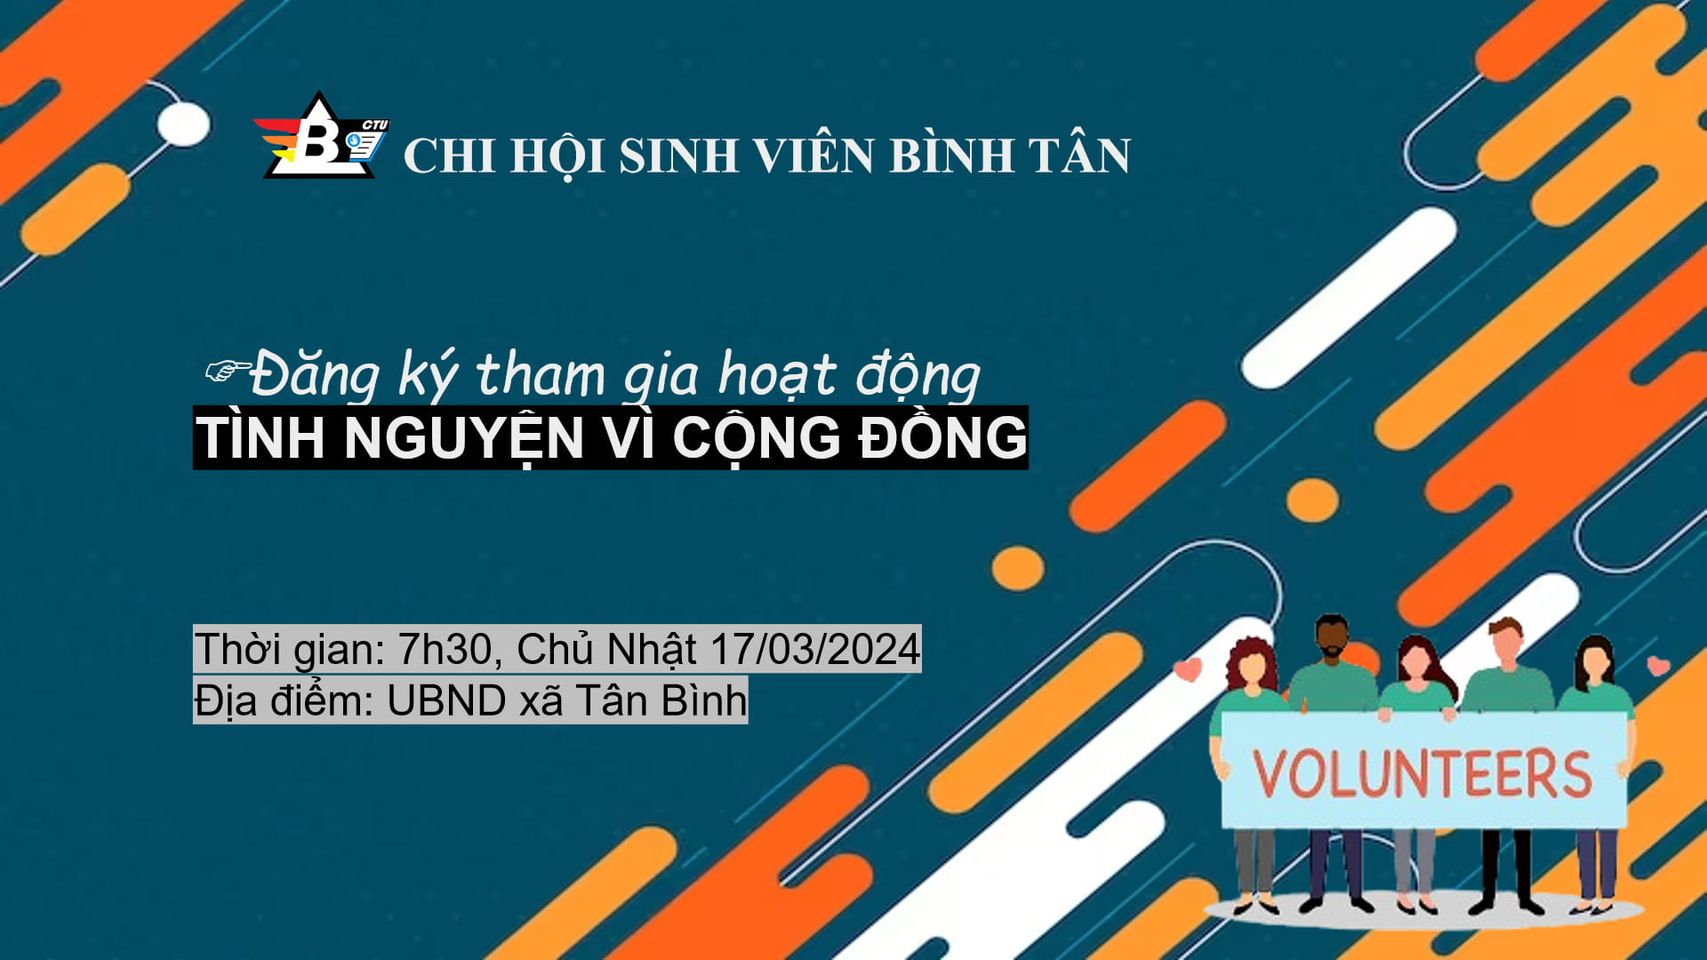 B CTU
CHI HỘI SINH VIÊN BÌNH TÂN
☞Đăng ký tham gia hoạt động
TÌNH NGUYỆN VÌ CỘNG ĐỒNG
Thời gian: 7h30, Chủ Nhật 17/03/2024
Địa điểm: UBND xã Tân Bình
VOLUNTEERS